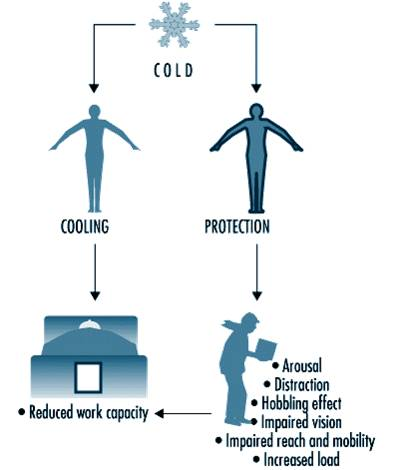 COLD
COOLING
PROTECTION
• Arousal
• Distraction
• Hobbling effect
• Impaired vision
• Reduced work capacity
• Impaired reach and mobility
• Increased load